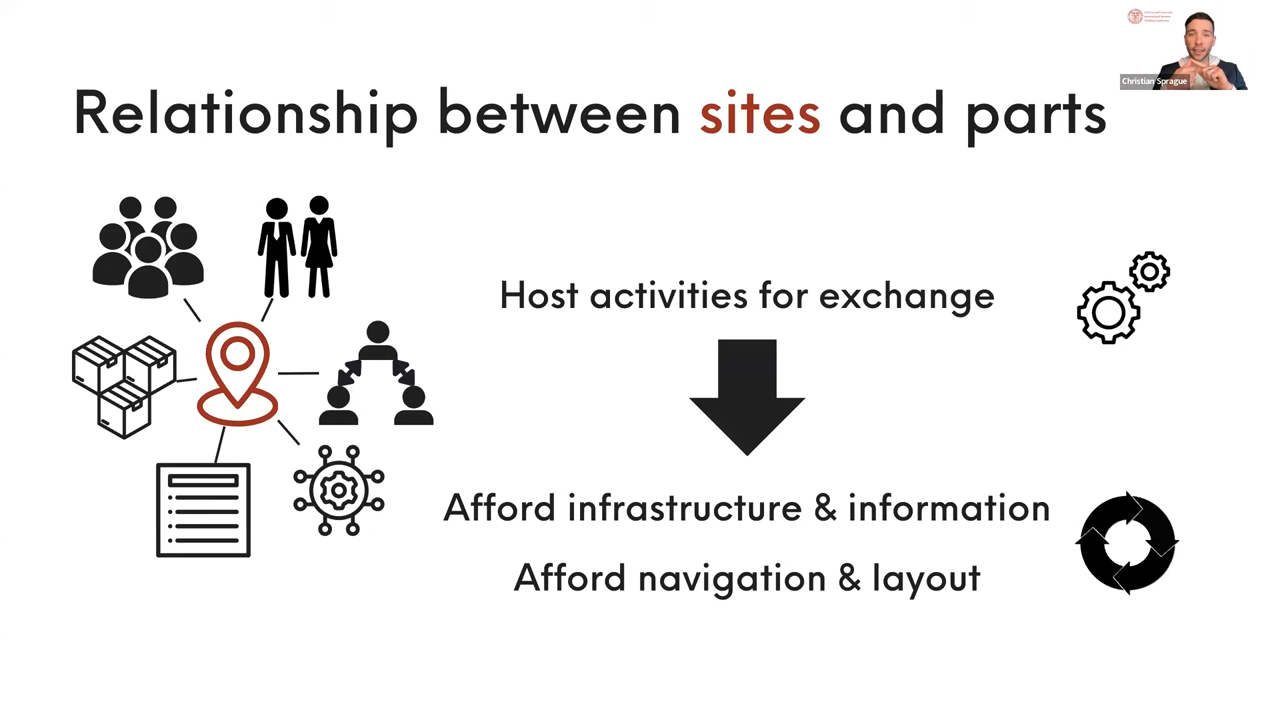 Christian Sprague
Relationship between sites and parts
Host activities for exchange
Afford infrastructure & information
Afford navigation & layout